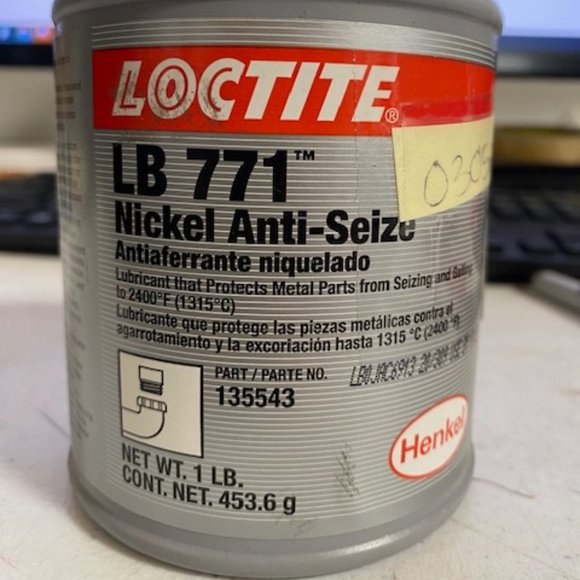 LOCTITE®
LB 771™
Nickel Anti-Seize
Antiaferrante niquelado
Lubricant that Protects Metal Parts from Seizing and Galling
to 2400°F (1315°C)
Lubricante que protege las piezas metálicas contra el
agarrotamiento y la excoriación hasta 1315 °C (2400 °F)
PART / PARTE NO.
135543
NET WT. 1 LB.
CONT. NET. 453.6 g
Henkel